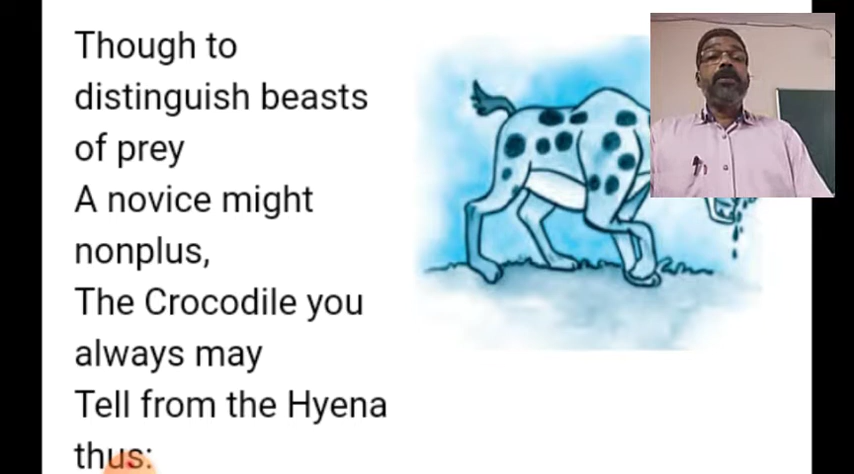 Though to
distinguish beasts
of prey
A novice might
nonplus,
The Crocodile you
always may
Tell from the Hyena
thus: